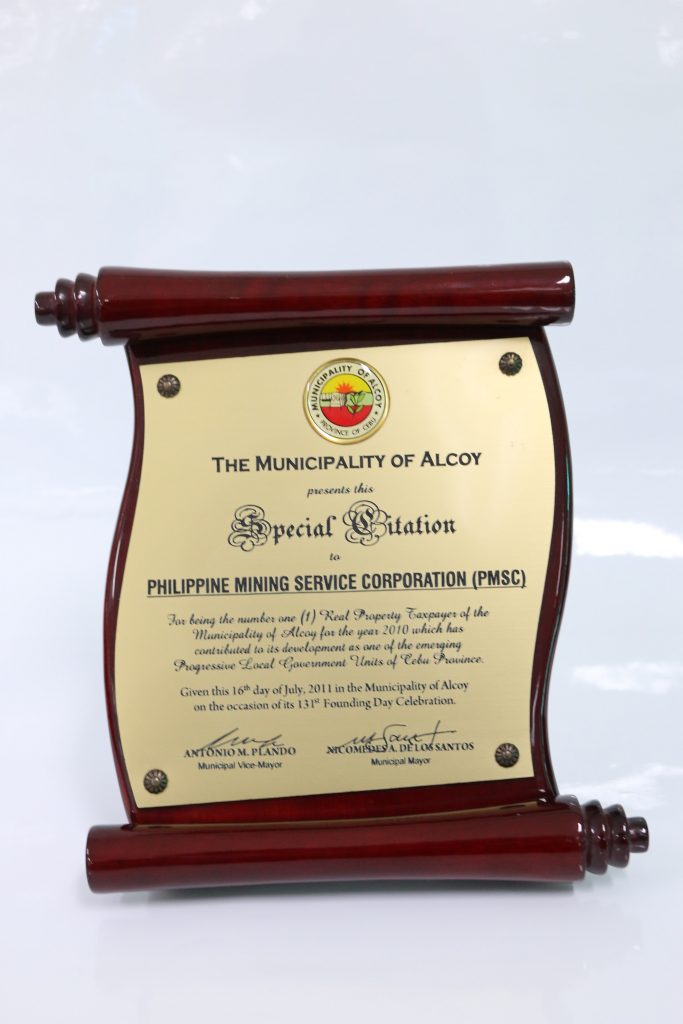 MUNICIPALITY OF ALCOY
PROVINCE OF CEBU
THE MUNICIPALITY OF ALCOY
presents this
Special Citation
to
PHILIPPINE MINING SERVICE CORPORATION (PMSC)
For being the number one (1) Real Property Taxpayer of the
Municipality of Alcoy for the year 2010 which has
contributed to its development as one of the emerging
Progressive Local Government Units of Cebu Province.
Given this 16th day of July, 2011 in the Municipality of Alcoy
on the occasion of its 131st Founding Day Celebration.
ANTONIO M. PLANDO NICOMEDES A. DE LOS SANTOS
Municipal Vice-Mayor Municipal Mayor